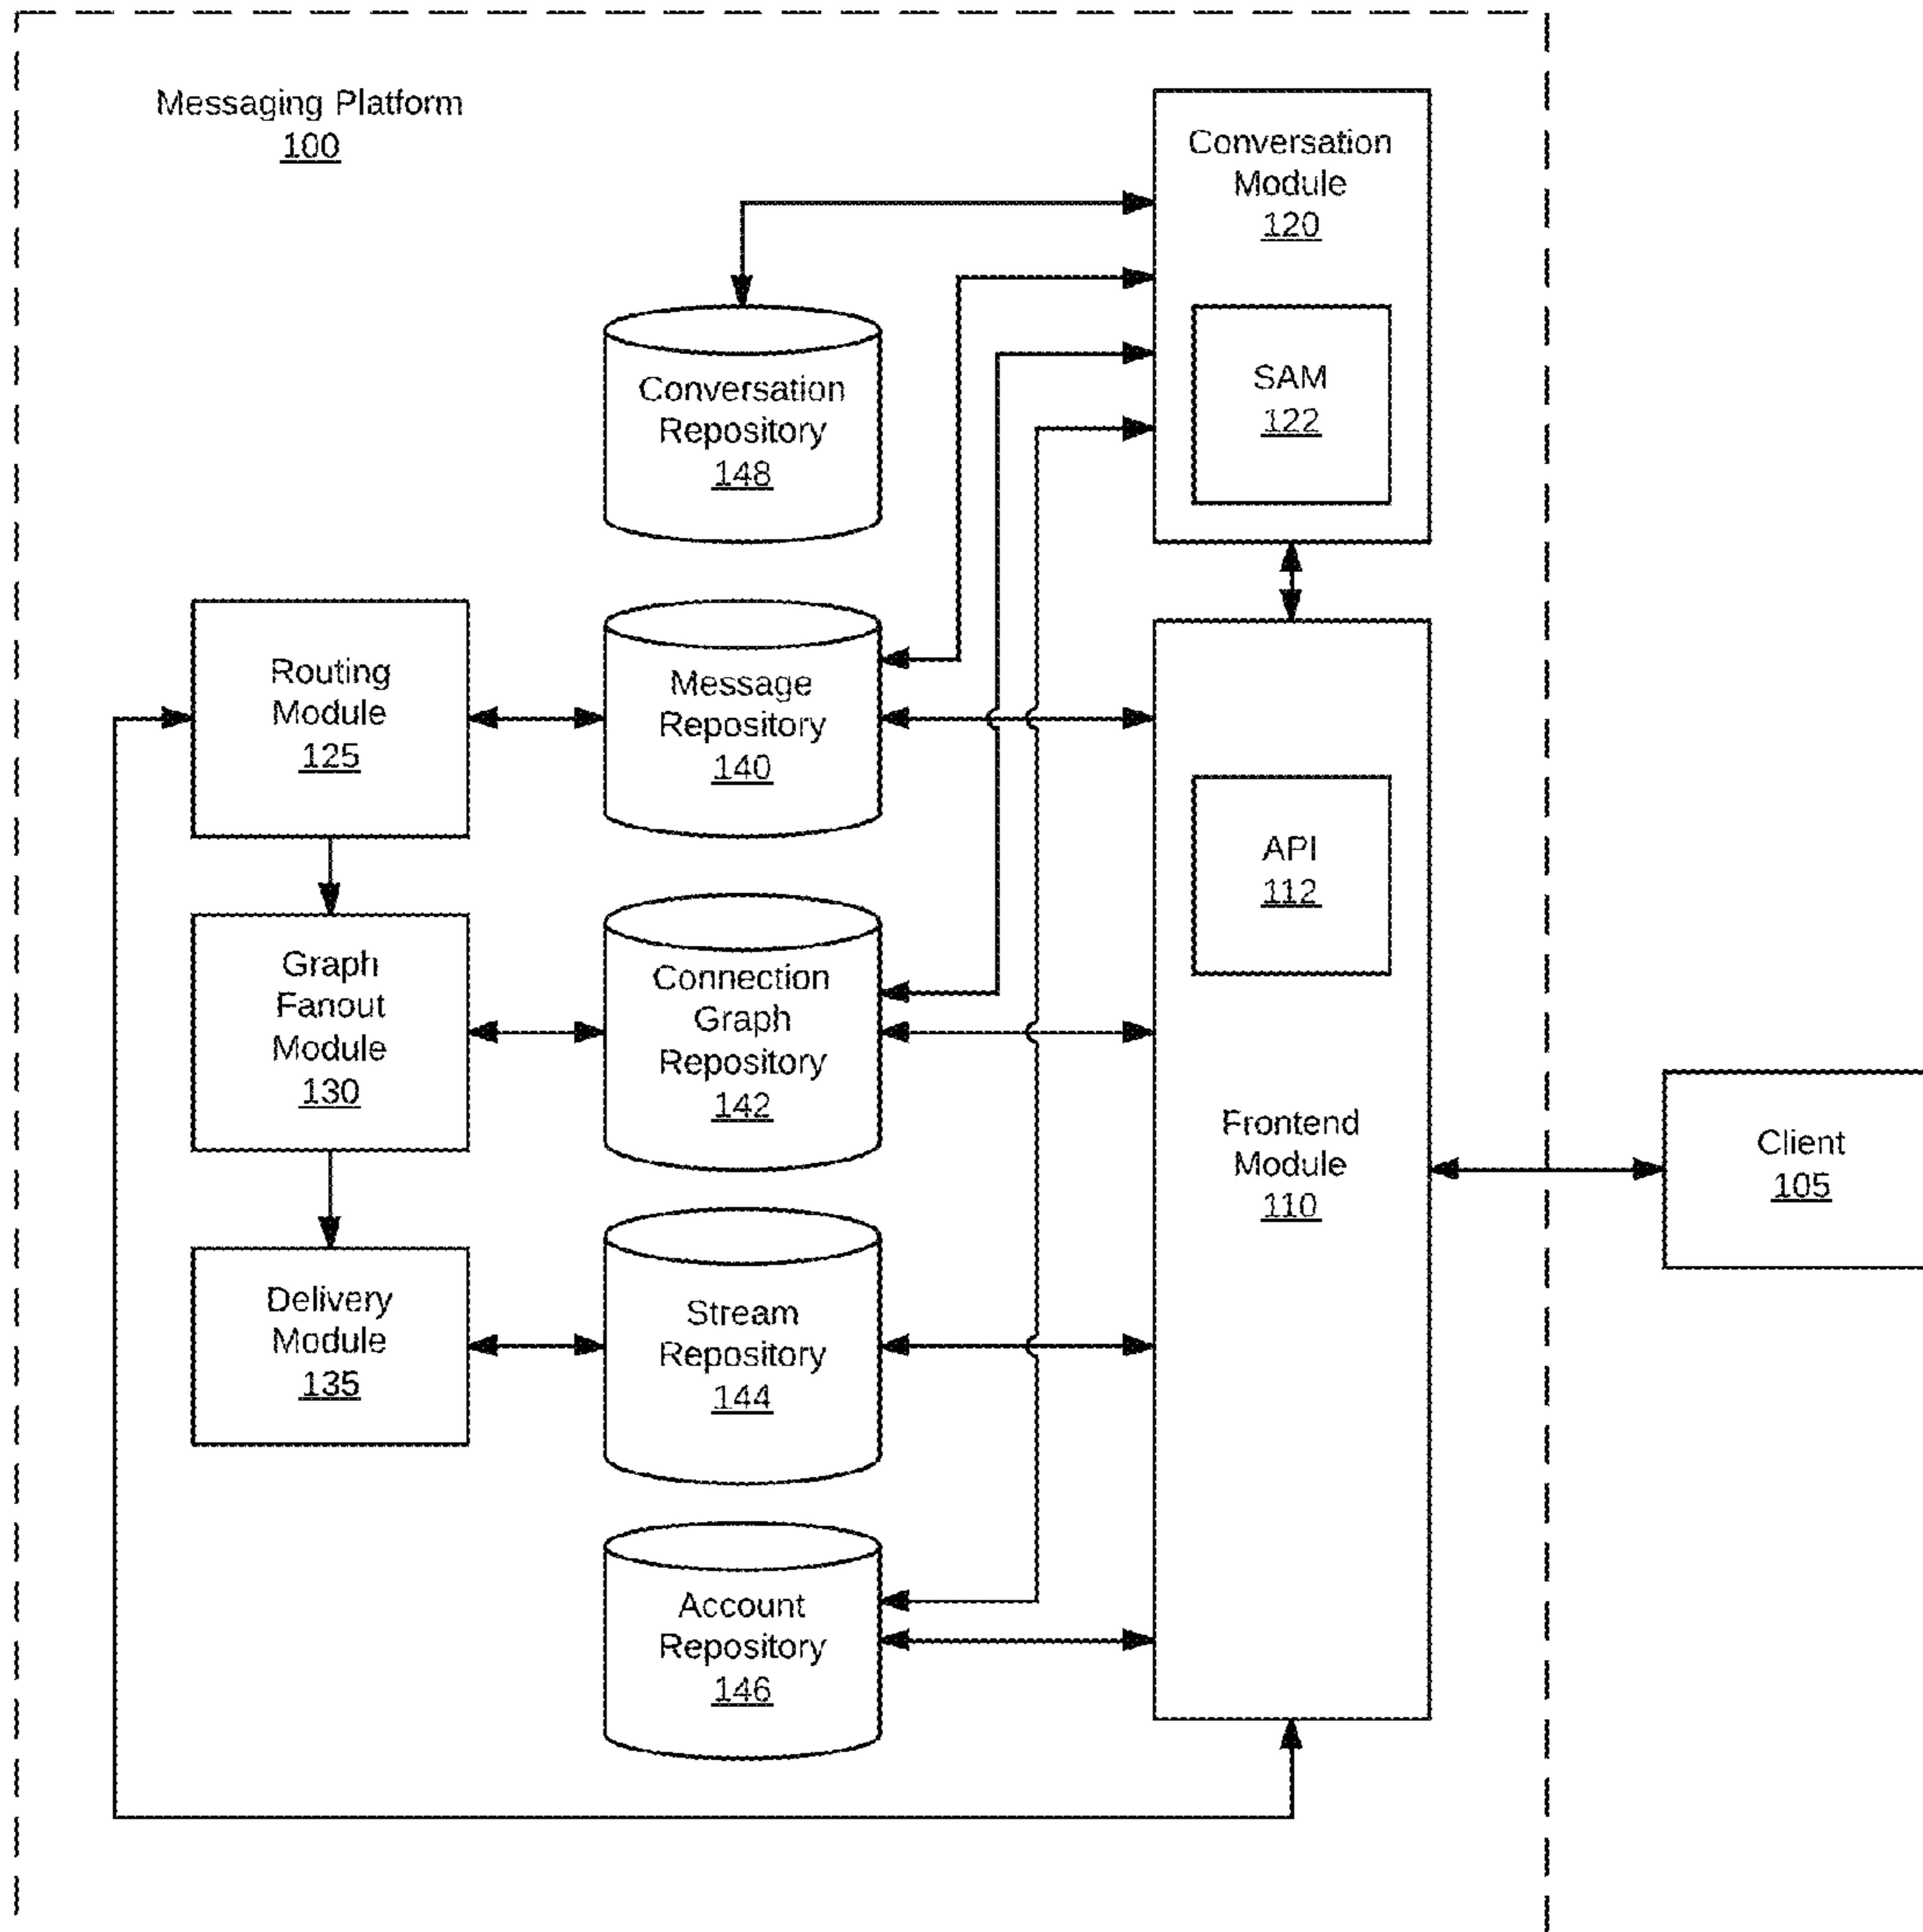 Messaging Platform
100
Conversation
Module
120
SAM
122
Conversation
Repository
148
Routing
Module
125
Message
Repository
140
API
112
Graph
Fanout
Module
130
Connection
Graph
Repository
142
Frontend
Module
110
Client
105
Delivery
Module
135
Stream
Repository
144
Account
Repository
146